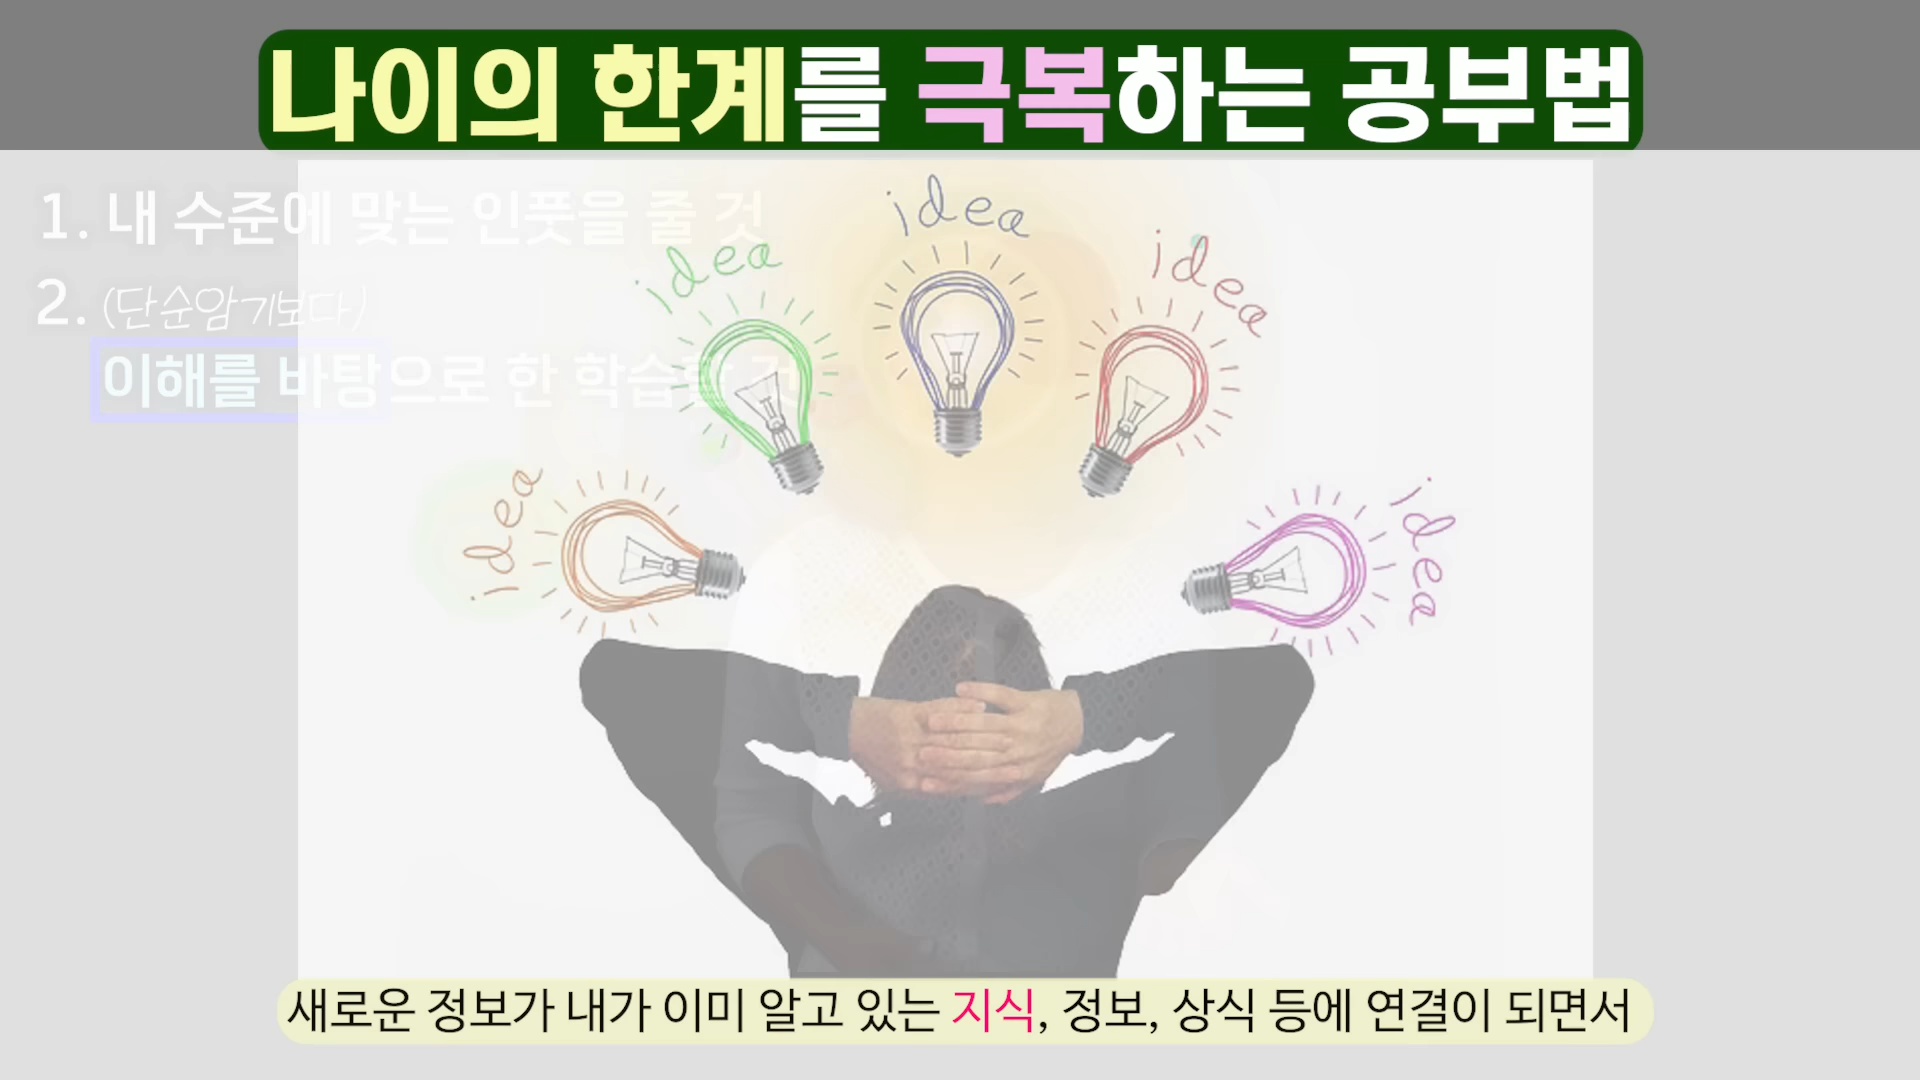 나이의 한계를 극복하는 공부법
1. 내 수준에 맞는 인풋을 줄 것
2. (단순암기보다)
이해를 바탕으로 한 학습할 것
idea
idea
idea
idea
idea
새로운 정보가 내가 이미 알고 있는 지식, 정보, 상식 등에 연결이 되면서